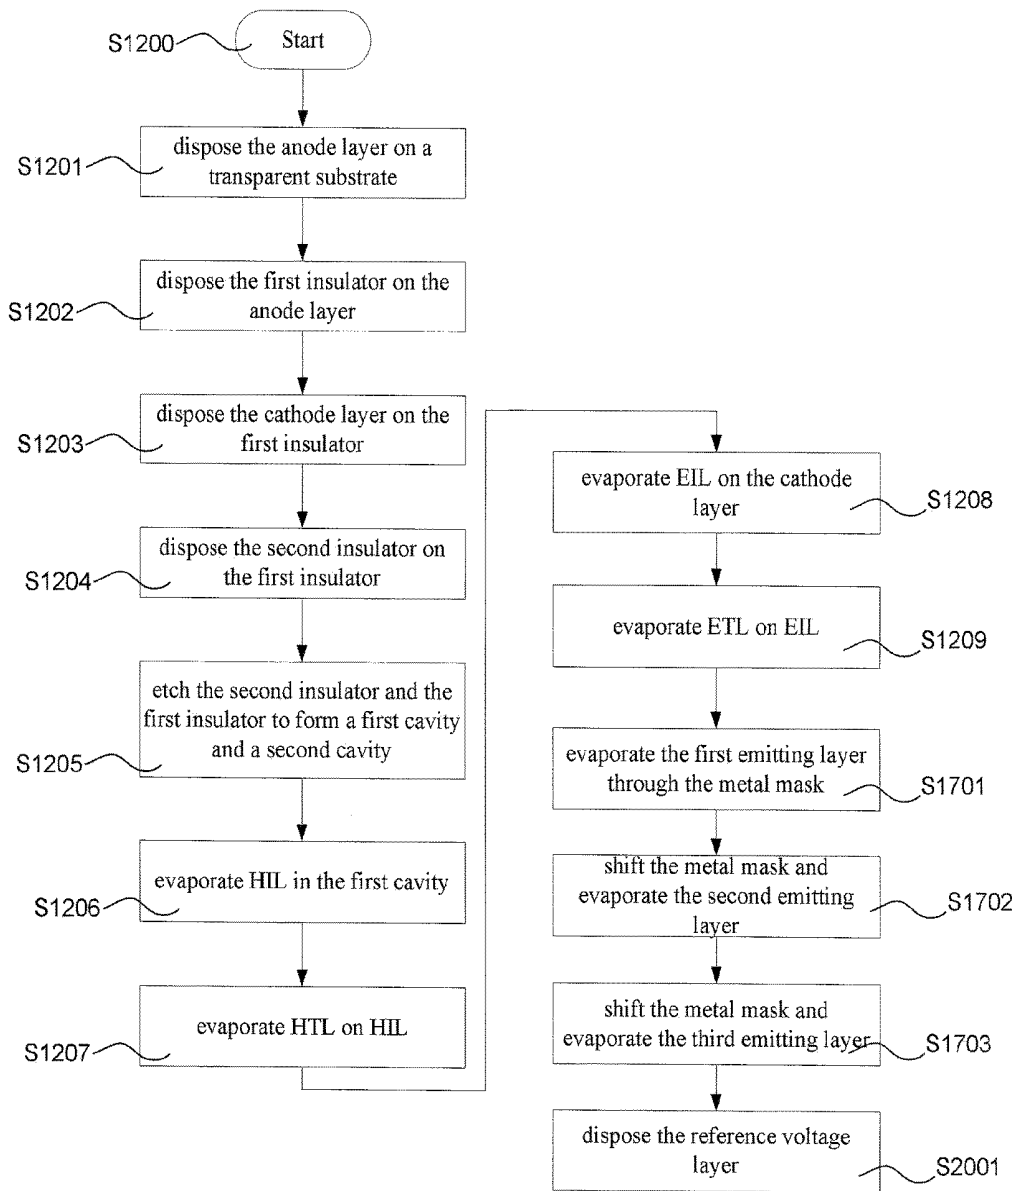 S1200
Start
S1201
dispose the anode layer on a
transparent substrate
S1202
dispose the first insulator on the
anode layer
S1203
dispose the cathode layer on the
first insulator
S1204
dispose the second insulator on
the first insulator
S1205
etch the second insulator and the
first insulator to form a first cavity
and a second cavity
S1206
evaporate HIL in the first cavity
S1207
evaporate HTL on HIL
evaporate EIL on the cathode
layer
S1208
evaporate ETL on EIL
S1209
evaporate the first emitting layer
through the metal mask
S1701
shift the metal mask and
evaporate the second emitting
layer
S1702
shift the metal mask and
evaporate the third emitting layer
S1703
dispose the reference voltage
layer
S2001